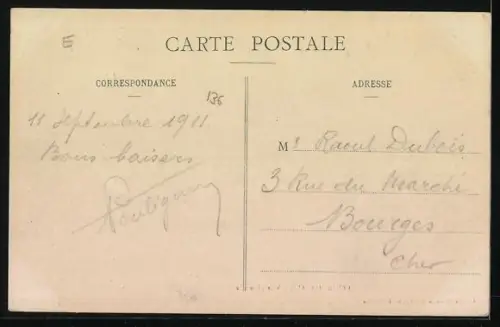 E
CARTE POSTALE
CORRESPONDANCE
ADRESSE
136
11 Septembre 1911
Bons baisers
Mr Raoul Dubois
3 Rue du Marché
Bourges
Cher